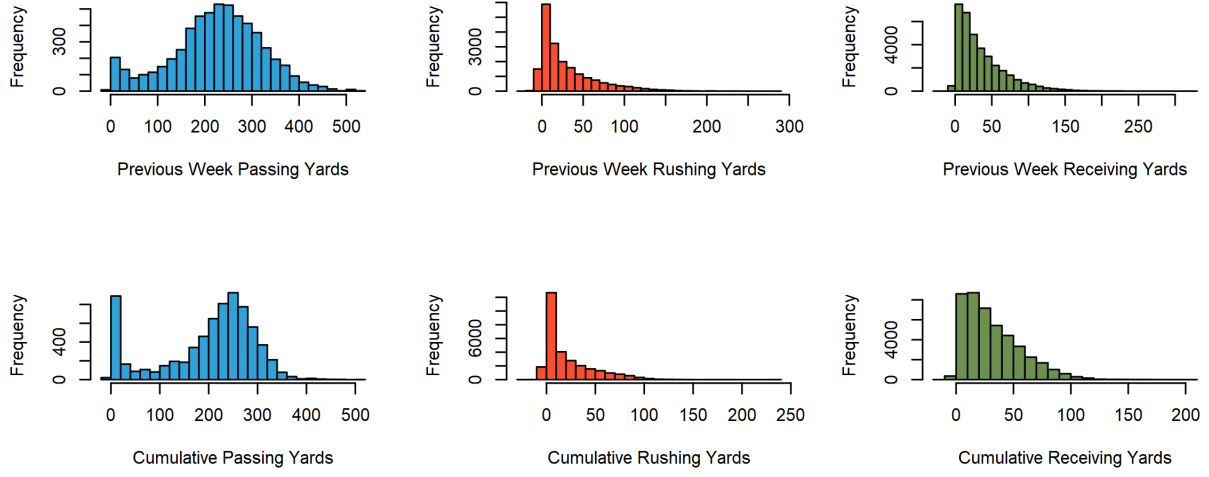 Frequency
300
0
0 100 200 300 400 500
Previous Week Passing Yards
Frequency
3000
0
0 100 200 300
Previous Week Rushing Yards
Frequency
4000
0
0 50 150 250
Previous Week Receiving Yards
Frequency
400
0
0 100 200 300 400 500
Cumulative Passing Yards
Frequency
6000
0
0 50 100 150 200 250
Cumulative Rushing Yards
Frequency
4000
0
0 50 100 150 200
Cumulative Receiving Yards